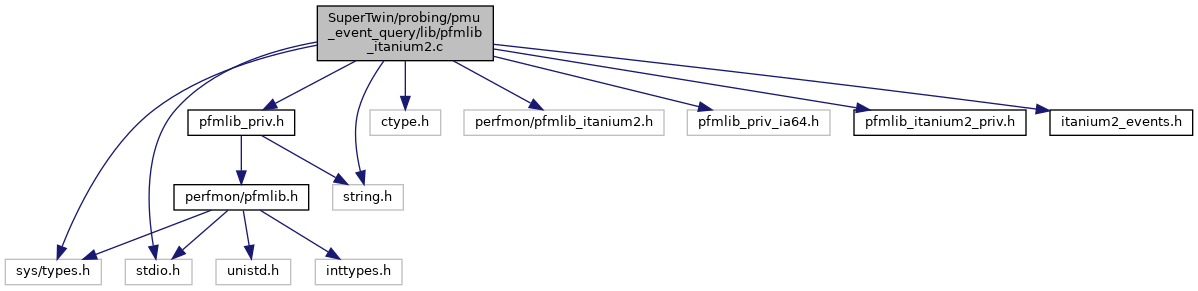 SuperTwin/probing/pmu
_event_query/lib/pfmlib
_itanium2.c
pfmlib_priv.h
ctype.h
perfmon/pfmlib_itanium2.h
pfmlib_priv_ia64.h
pfmlib_itanium2_priv.h
itanium2_events.h
perfmon/pfmlib.h
string.h
sys/types.h
stdio.h
unistd.h
inttypes.h